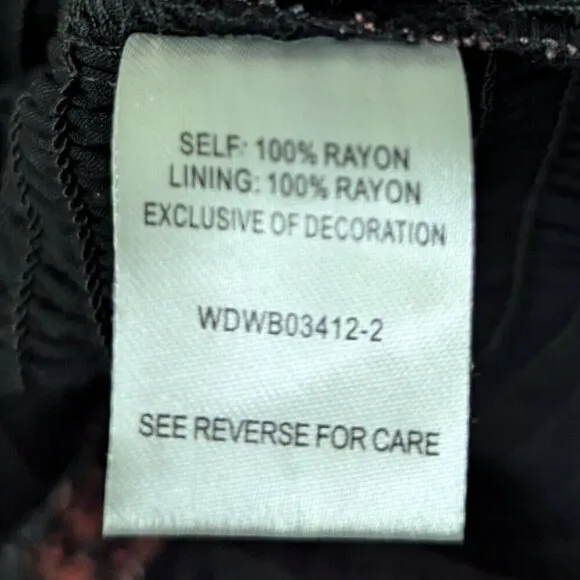 SELF: 100% RAYON
LINING: 100% RAYON
EXCLUSIVE OF DECORATION
WDWB03412-2
SEE REVERSE FOR CARE